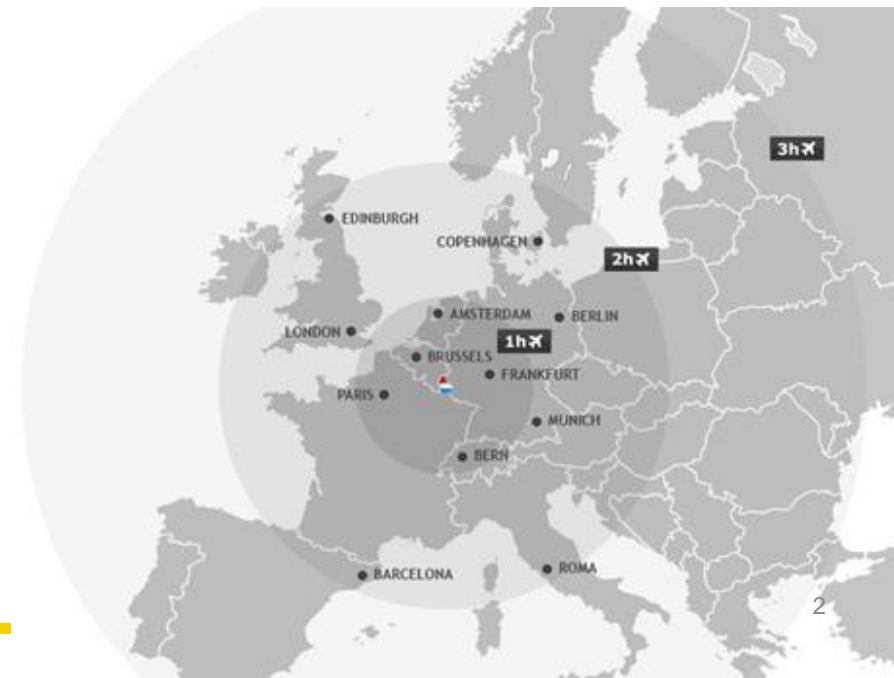 3h
EDINBURGH
COPENHAGEN
2h
AMSTERDAM
BERLIN
LONDON
1h
BRUSSELS
FRANKFURT
PARIS
MUNICH
BERN
ROMA
BARCELONA
2